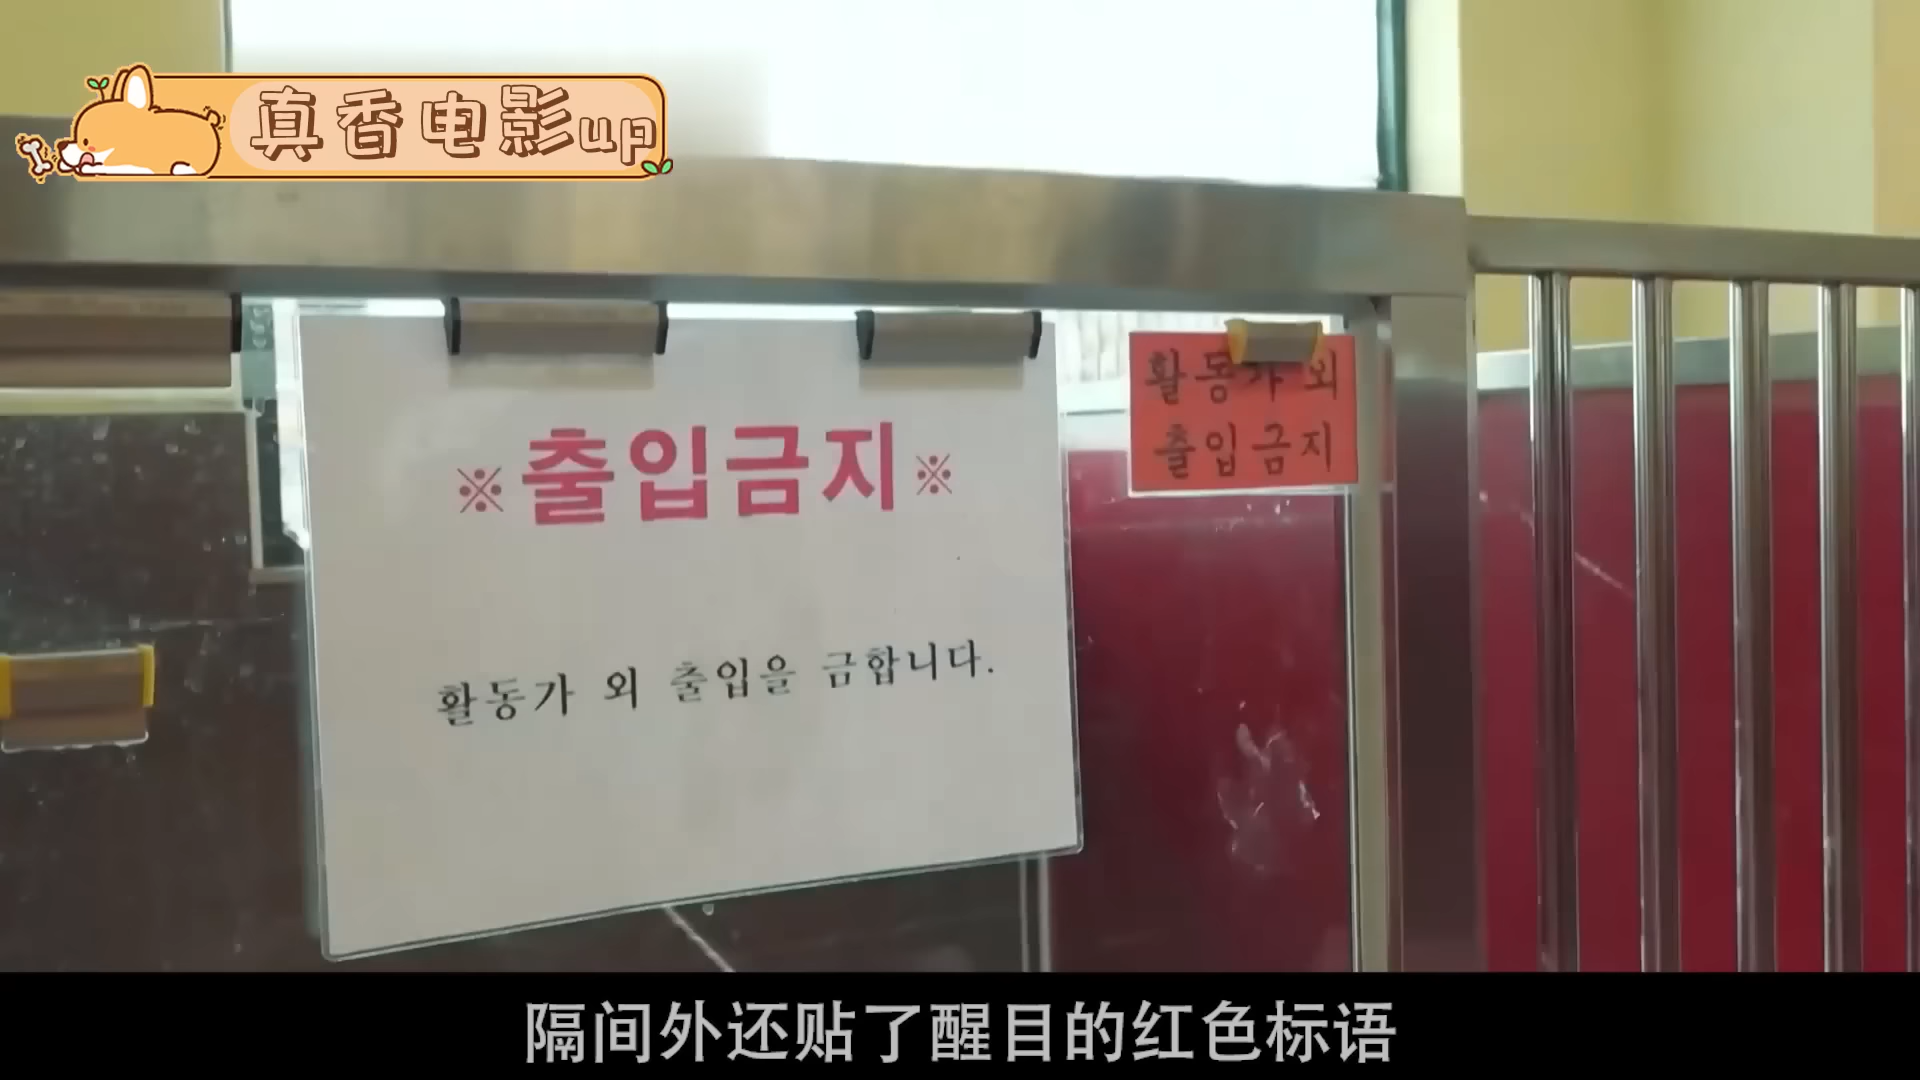 真香电影up
※출입금지※
활동가 외 출입을 금합니다.
활동가 외
출입금지
隔间外还贴了醒目的红色标语